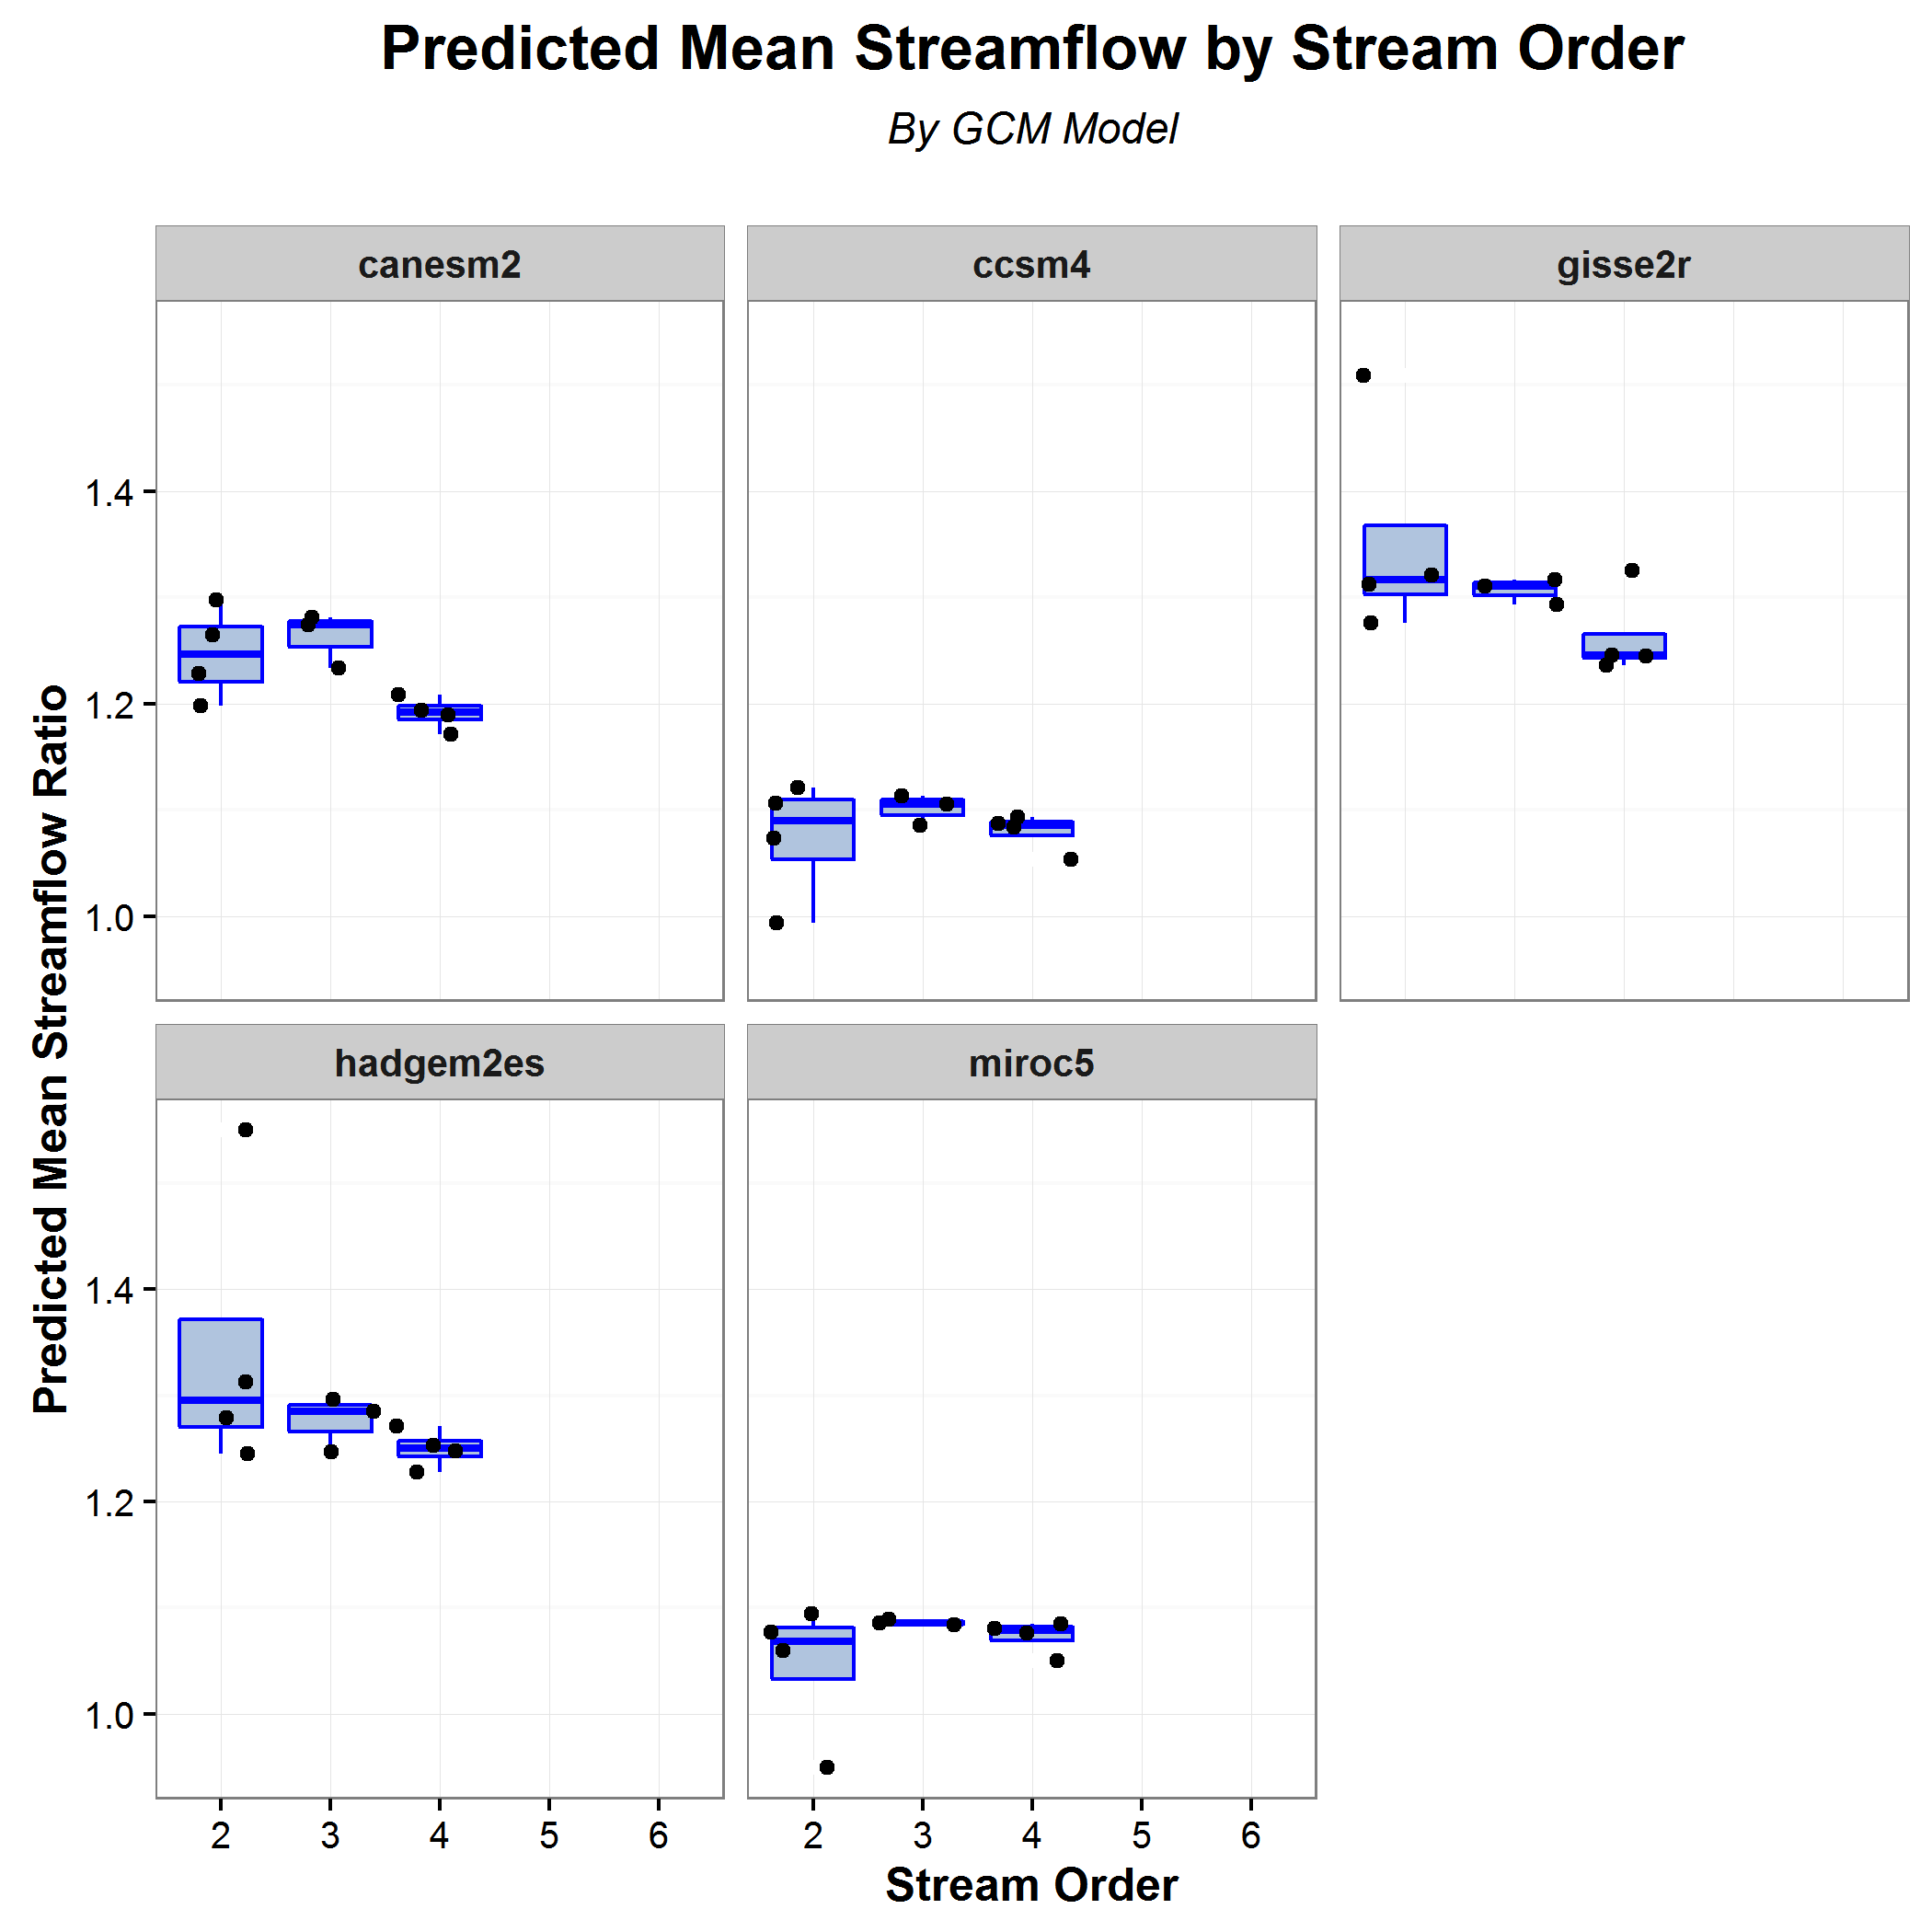 Predicted Mean Streamflow by Stream Order
By GCM Model
canesm2
ccsm4
gisse2r
1.4
1.2
1.0
Predicted Mean Streamflow Ratio
hadgem2es
miroc5
1.4
1.2
1.0
2 3 4 5 6
2 3 4 5 6
Stream Order